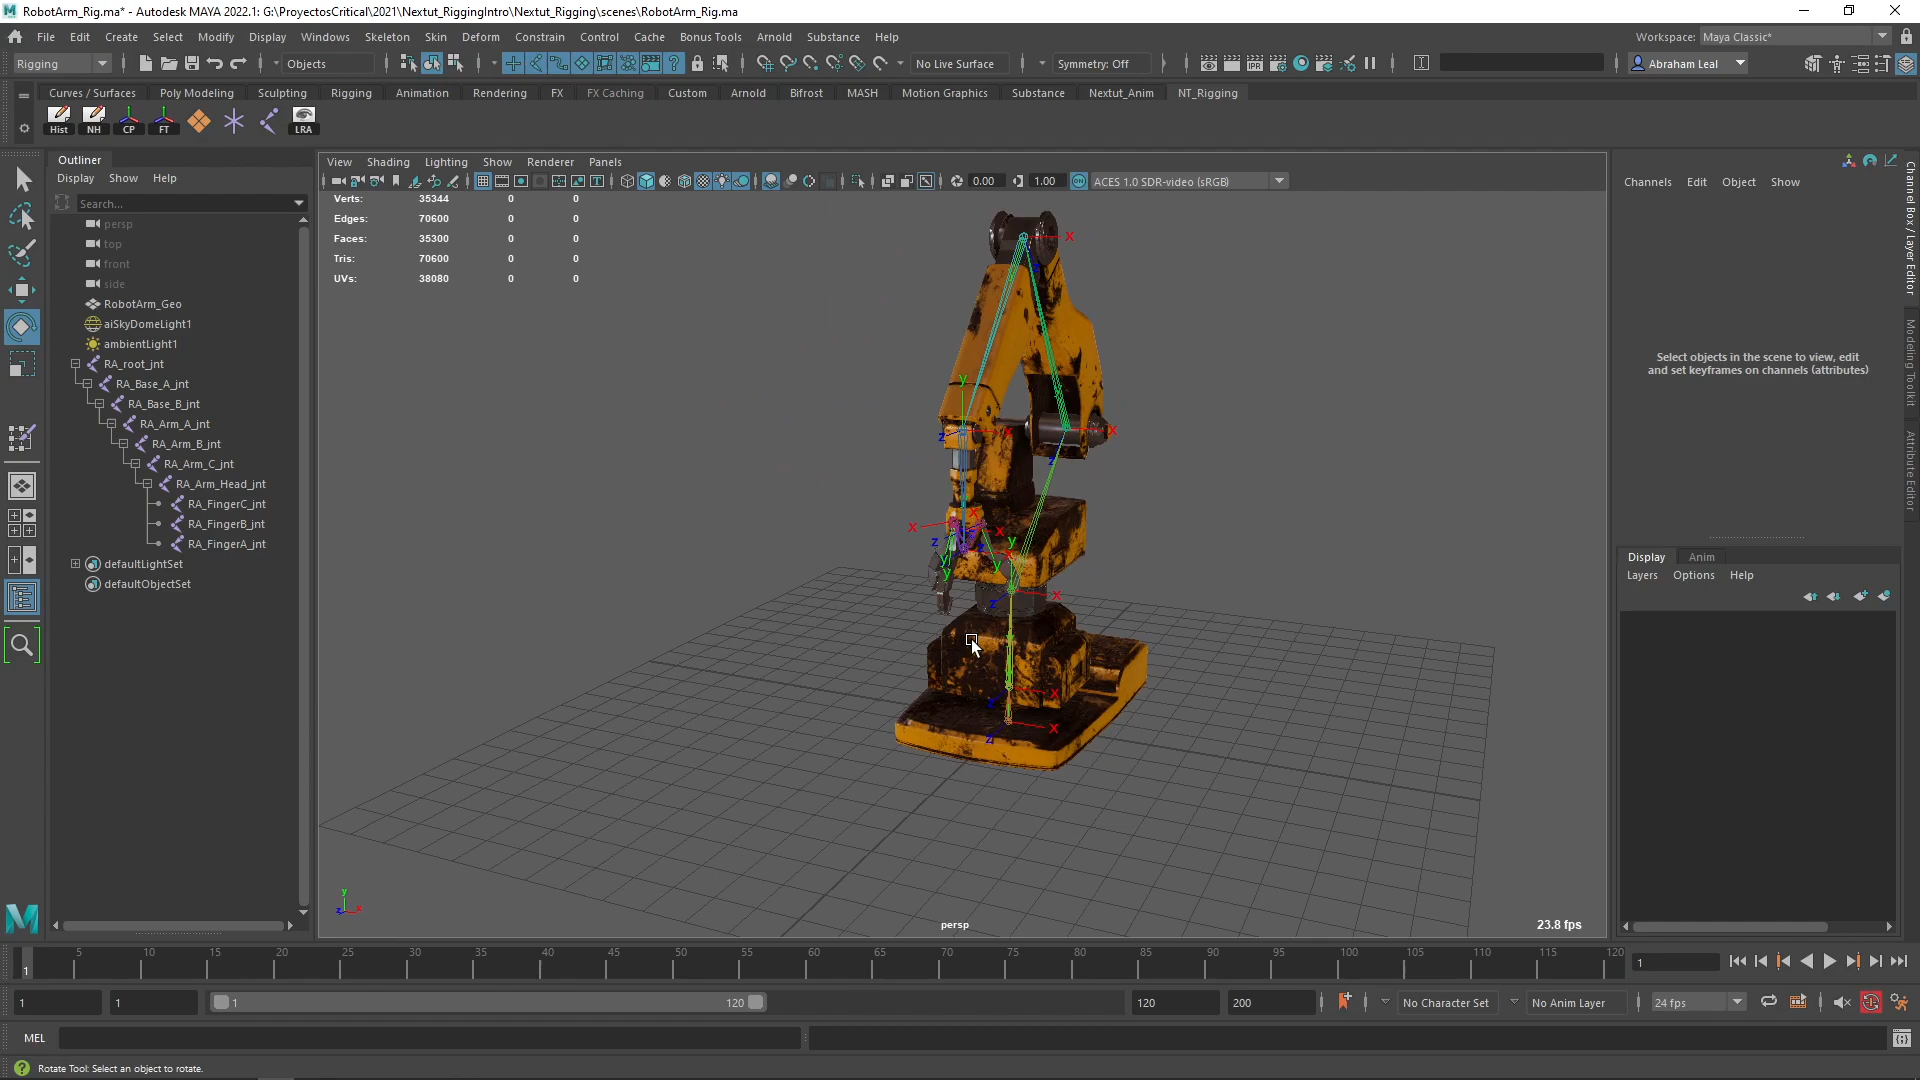 RobotArm_Rig.ma* - Autodesk MAYA 2022.1: G:\ProyectosCritical\2021\Nextut_RiggingIntro\Nextut_Rigging\scenes\RobotArm_Rig.ma
File Edit Create Select Modify Display Windows Skeleton Skin Deform Constrain Control Cache Bonus Tools Arnold Substance Help Workspace: Maya Classic*
Rigging Objects No Live Surface Symmetry: Off Abraham Leal
Curves / Surfaces Poly Modeling Sculpting Rigging Animation Rendering FX FX Caching Custom Arnold Bifrost MASH Motion Graphics Substance Nextut_Anim NT_Rigging
Hist NH CP FT LRA
Outliner
Display Show Help
Search...
persp
top
front
side
RobotArm_Geo
aiSkyDomeLight1
ambientLight1
RA_root_jnt
RA_Base_A_jnt
RA_Base_B_jnt
RA_Arm_A_jnt
RA_Arm_B_jnt
RA_Arm_C_jnt
RA_Arm_Head_jnt
RA_FingerC_jnt
RA_FingerB_jnt
RA_FingerA_jnt
defaultLightSet
defaultObjectSet
View Shading Lighting Show Renderer Panels
0.00 1.00 ON ACES 1.0 SDR-video (sRGB)
Verts: 35344 0 0
Edges: 70600 0 0
Faces: 35300 0 0
Tris: 70600 0 0
UVs: 38080 0 0
persp
23.8 fps
Channels Edit Object Show
Select objects in the scene to view, edit
and set keyframes on channels (attributes)
Display Anim
Layers Options Help
Channel Box / Layer Editor
Modeling Toolkit
Attribute Editor
5 10 15 20 25 30 35 40 45 50 55 60 65 70 75 80 85 90 95 100 105 110 115 120
1 1
1 1 1 120 120 200 No Character Set No Anim Layer 24 fps
MEL
Rotate Tool: Select an object to rotate.